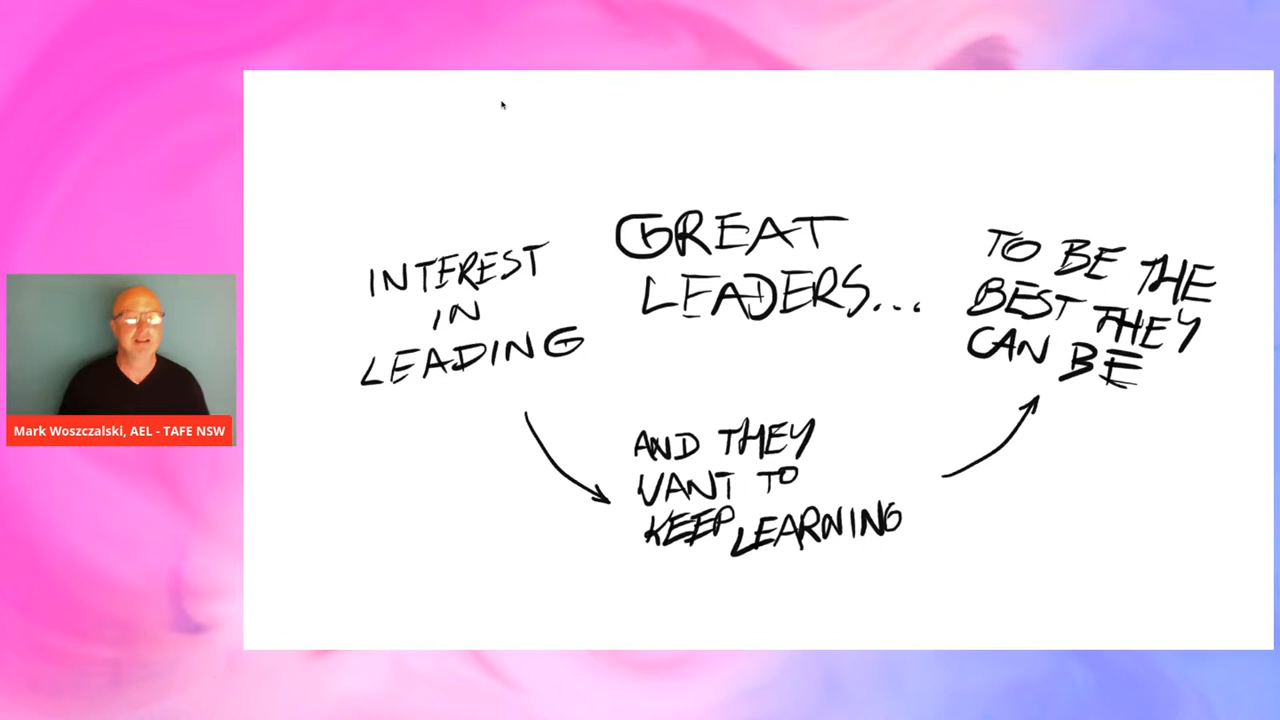 GREAT
LEADERS...
INTEREST
IN
LEADING
AND THEY
WANT TO
KEEP LEARNING
TO BE THE
BEST THEY
CAN BE
Mark Woszczalski, AEL - TAFE NSW